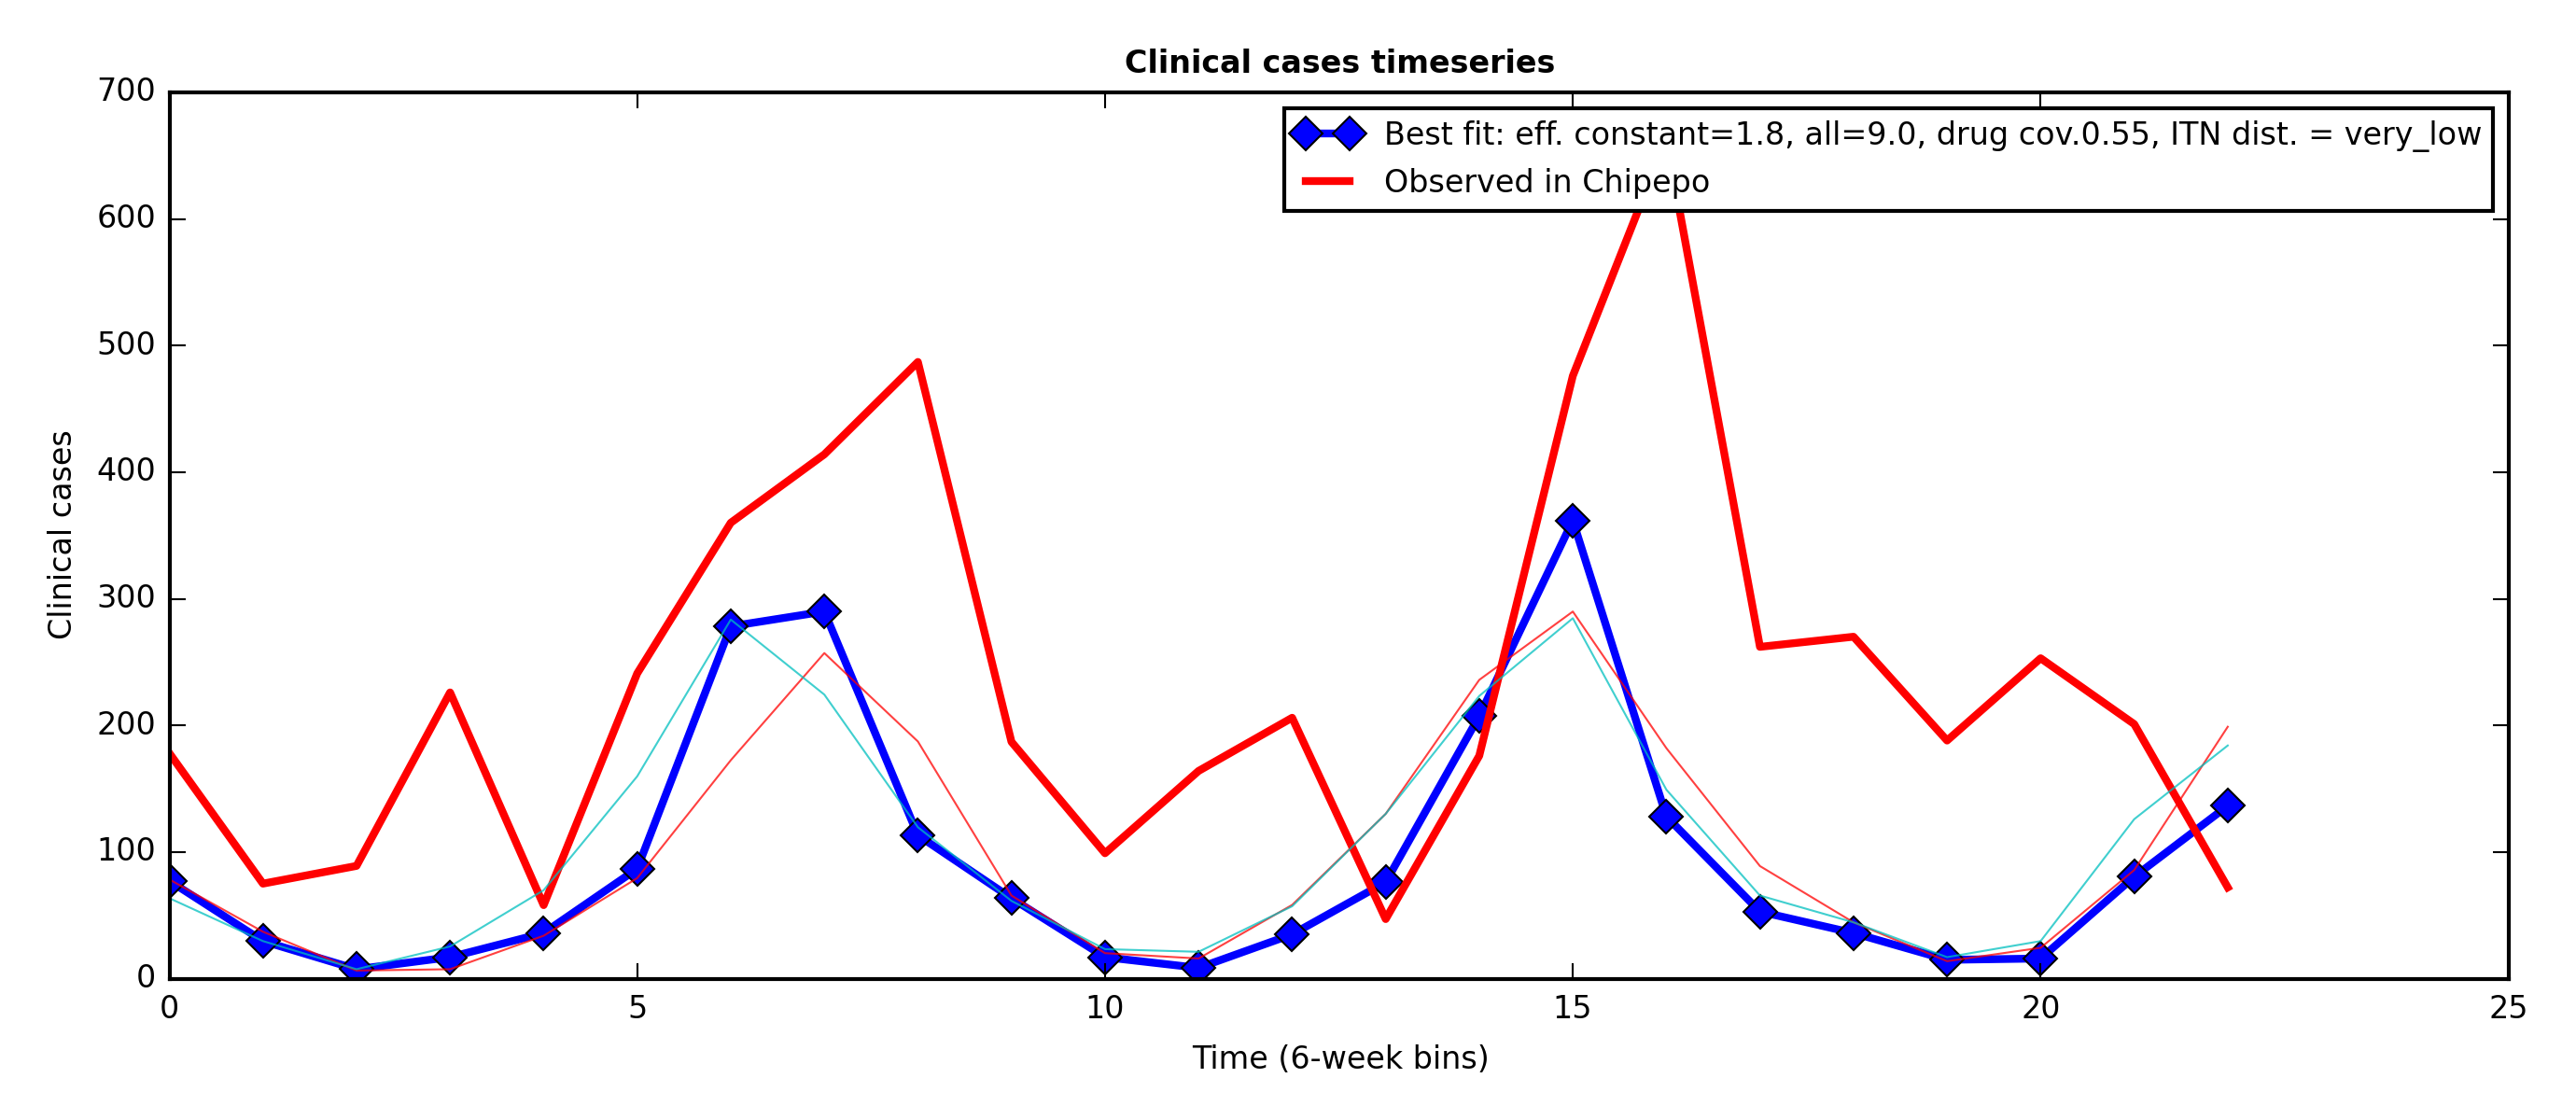 Clinical cases timeseries
700
600
500
400
300
200
100
0
Clinical cases
Best fit: eff. constant=1.8, all=9.0, drug cov.0.55, ITN dist. = very_low
Observed in Chipepo
0 5 10 15 20 25
Time (6-week bins)